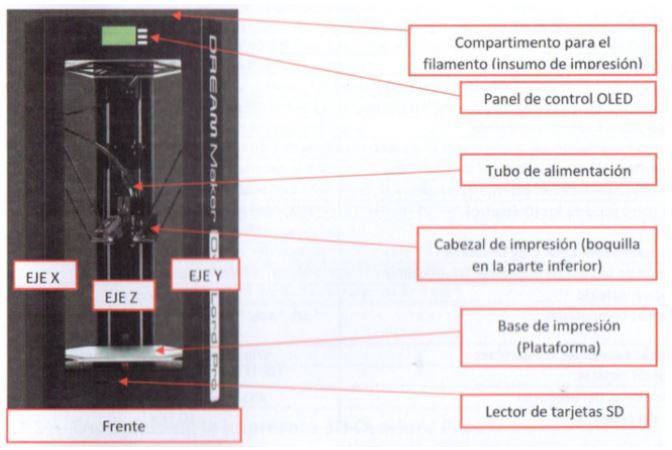 Compartimento para el
filamento (insumo de impresión)
Panel de control OLED
DREAM Maker
Tubo de alimentación
Cabezal de impresión (boquilla
en la parte inferior)
EJE X
EJE Z
EJE Y
Base de impresión
(Plataforma)
Pro
Lector de tarjetas SD
Frente